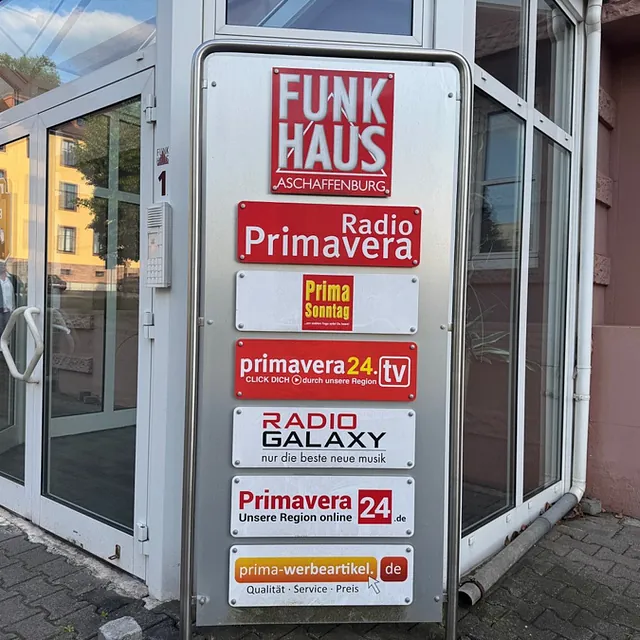 FUNK
HAUS
ASCHAFFENBURG
1
Radio
Primavera
Prima
Sonntag
primavera24.tv
CLICK DICH durch unsere Region
RADIO
GALAXY
nur die beste neue musik
Primavera 24.de
Unsere Region online
prima-werbeartikel.de
Qualität · Service · Preis